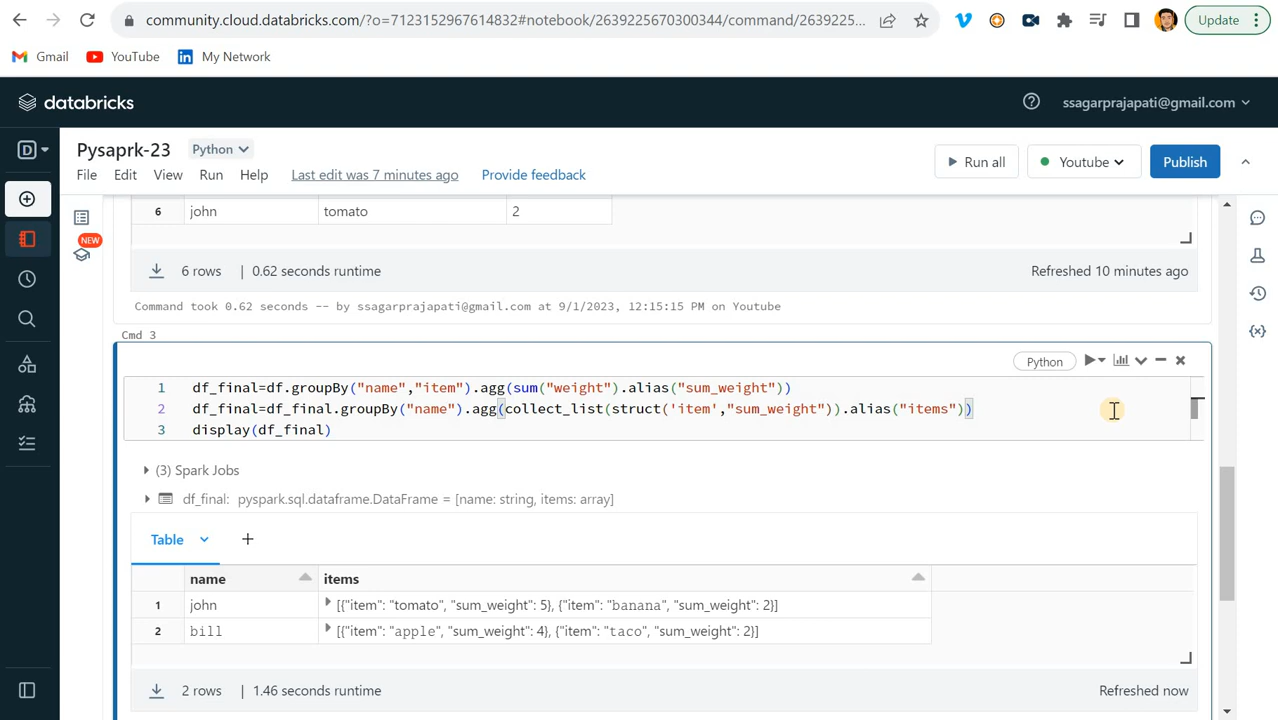 community.cloud.databricks.com/?o=7123152967614832#notebook/2639225670300344/command/263922...
Update
Gmail
YouTube
My Network
databricks
ssagarprajapati@gmail.com
D
Pysaprk-23
Python
Run all
Youtube
Publish
File
Edit
View
Run
Help
Last edit was 7 minutes ago
Provide feedback
NEW
6 john tomato 2
6 rows | 0.62 seconds runtime
Refreshed 10 minutes ago
Command took 0.62 seconds -- by ssagarprajapati@gmail.com at 9/1/2023, 12:15:15 PM on Youtube
Cmd 3
Python
1 df_final=df.groupBy("name","item").agg(sum("weight").alias("sum_weight"))
2 df_final=df_final.groupBy("name").agg(collect_list(struct('item',"sum_weight")).alias("items"))
3 display(df_final)
(3) Spark Jobs
df_final: pyspark.sql.dataframe.DataFrame = [name: string, items: array]
Table
+
name items
1 john [{"item": "tomato", "sum_weight": 5}, {"item": "banana", "sum_weight": 2}]
2 bill [{"item": "apple", "sum_weight": 4}, {"item": "taco", "sum_weight": 2}]
2 rows | 1.46 seconds runtime
Refreshed now